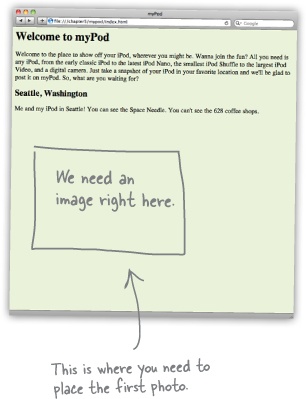 myPod
file:///chapter5/mypod/index.html
Google
Welcome to myPod
Welcome to the place to show off your iPod, wherever you might be. Wanna join the fun? All you need is
any iPod, from the early classic iPod to the latest iPod Nano, the smallest iPod Shuffle to the largest iPod
Video, and a digital camera. Just take a snapshot of your iPod in your favorite location and we'll be glad to
post it on myPod. So, what are you waiting for?
Seattle, Washington
Me and my iPod in Seattle! You can see the Space Needle. You can't see the 628 coffee shops.
We need an
image right here.
This is where you need to
place the first photo.